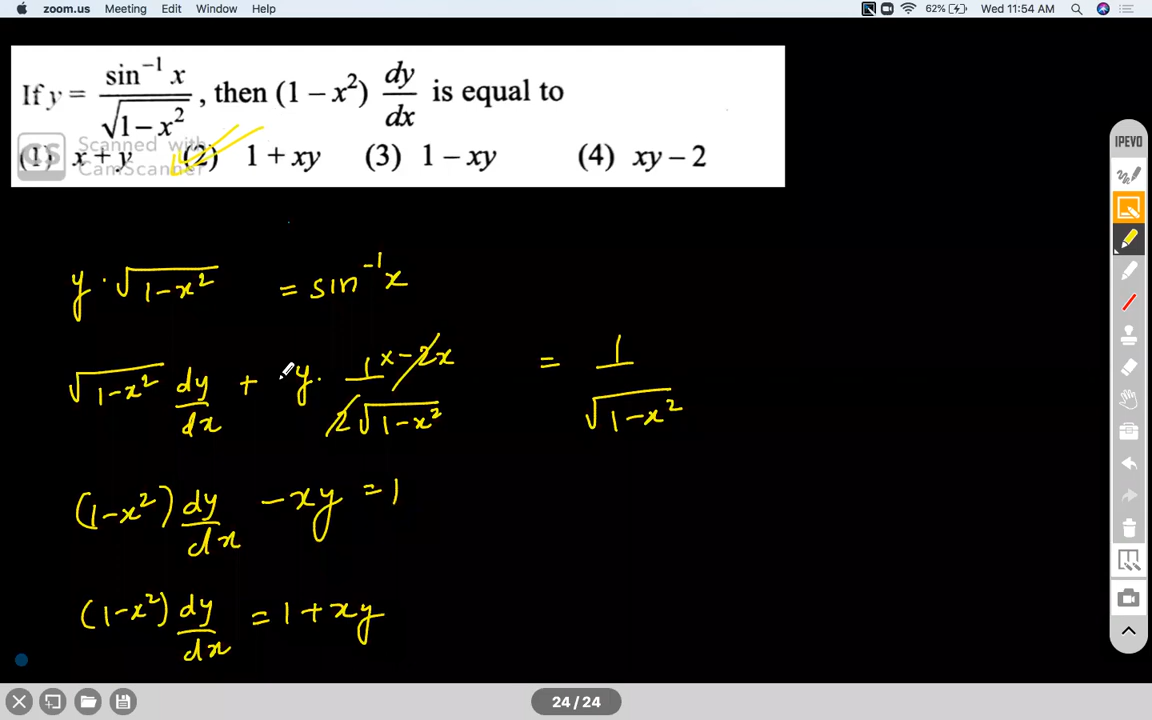 zoom.us Meeting Edit Window Help 62% Wed 11:54 AM
If y = sin⁻¹ x / √1 − x², then (1 − x²) dy/dx is equal to
CS Scanned with CamScanner
(1) x + y (2) 1 + xy (3) 1 − xy (4) xy − 2
IPEVO
y · √1−x² = sin⁻¹x
√1−x² dy/dx + y · 1/2√1−x² × −2x = 1/√1−x²
(1−x²) dy/dx − xy = 1
(1−x²) dy/dx = 1 + xy
24 / 24